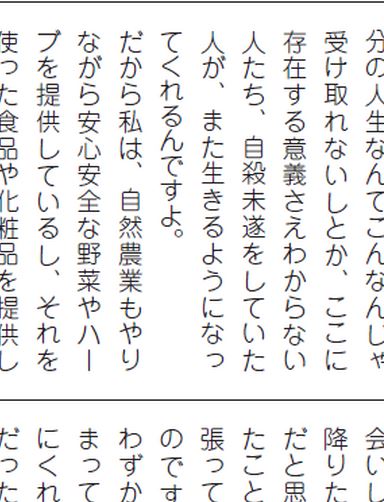 分の人生なんてこんなんじゃ
受け取れないしとか、ここに
存在する意義さえわからない
人たち、自殺未遂をしていた
人が、また生きるようになっ
てくれるんですよ。
だから私は、自然農業もやり
ながら安心安全な野菜やハー
ブを提供しているし、それを
使った食品や化粧品を提供し
会いし
降りた
だと思
たこと
張って
のです
わずか
まって
にくれ
だった